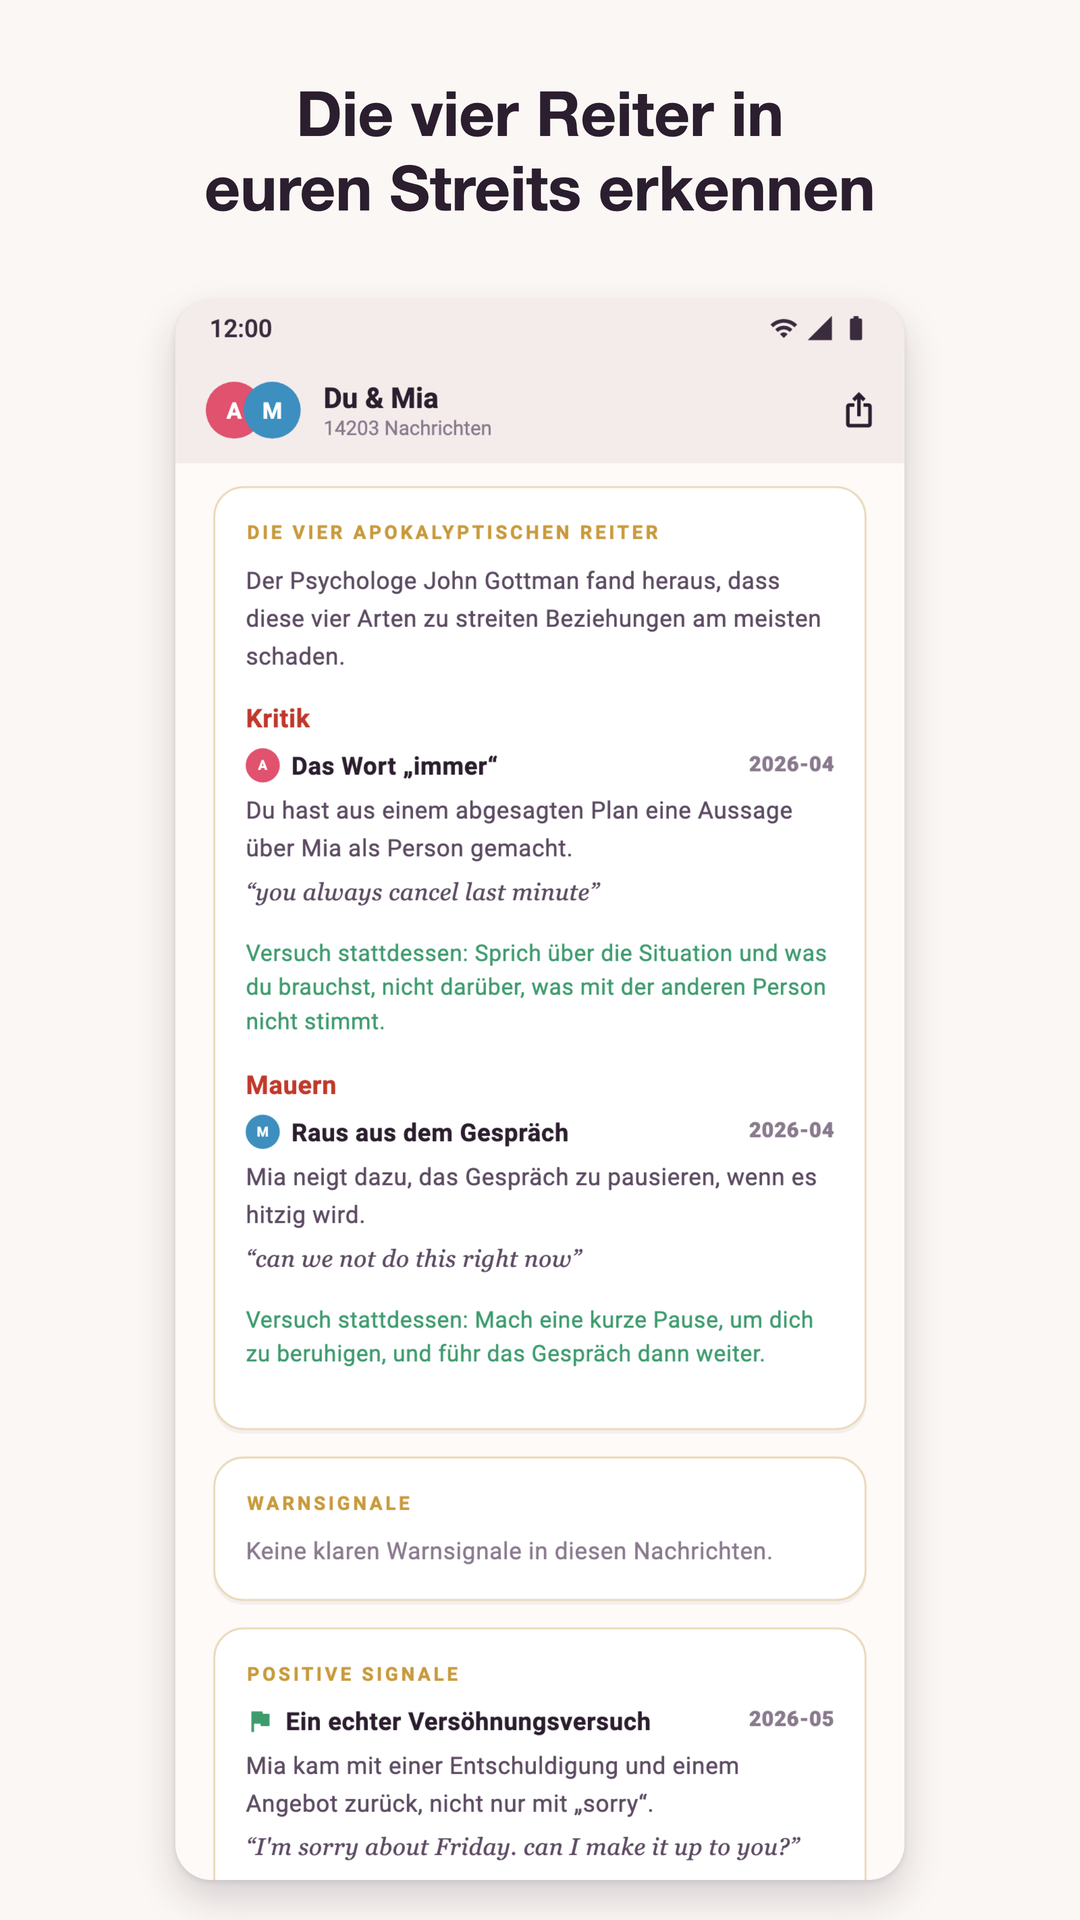 Die vier Reiter in
euren Streits erkennen
12:00
A M
Du & Mia
14203 Nachrichten
DIE VIER APOKALYPTISCHEN REITER
Der Psychologe John Gottman fand heraus, dass
diese vier Arten zu streiten Beziehungen am meisten
schaden.
Kritik
A Das Wort „immer“ 2026-04
Du hast aus einem abgesagten Plan eine Aussage
über Mia als Person gemacht.
“you always cancel last minute”
Versuch stattdessen: Sprich über die Situation und was
du brauchst, nicht darüber, was mit der anderen Person
nicht stimmt.
Mauern
M Raus aus dem Gespräch 2026-04
Mia neigt dazu, das Gespräch zu pausieren, wenn es
hitzig wird.
“can we not do this right now”
Versuch stattdessen: Mach eine kurze Pause, um dich
zu beruhigen, und führ das Gespräch dann weiter.
WARNSIGNALE
Keine klaren Warnsignale in diesen Nachrichten.
POSITIVE SIGNALE
Ein echter Versöhnungsversuch 2026-05
Mia kam mit einer Entschuldigung und einem
Angebot zurück, nicht nur mit „sorry“.
“I'm sorry about Friday. can I make it up to you?”